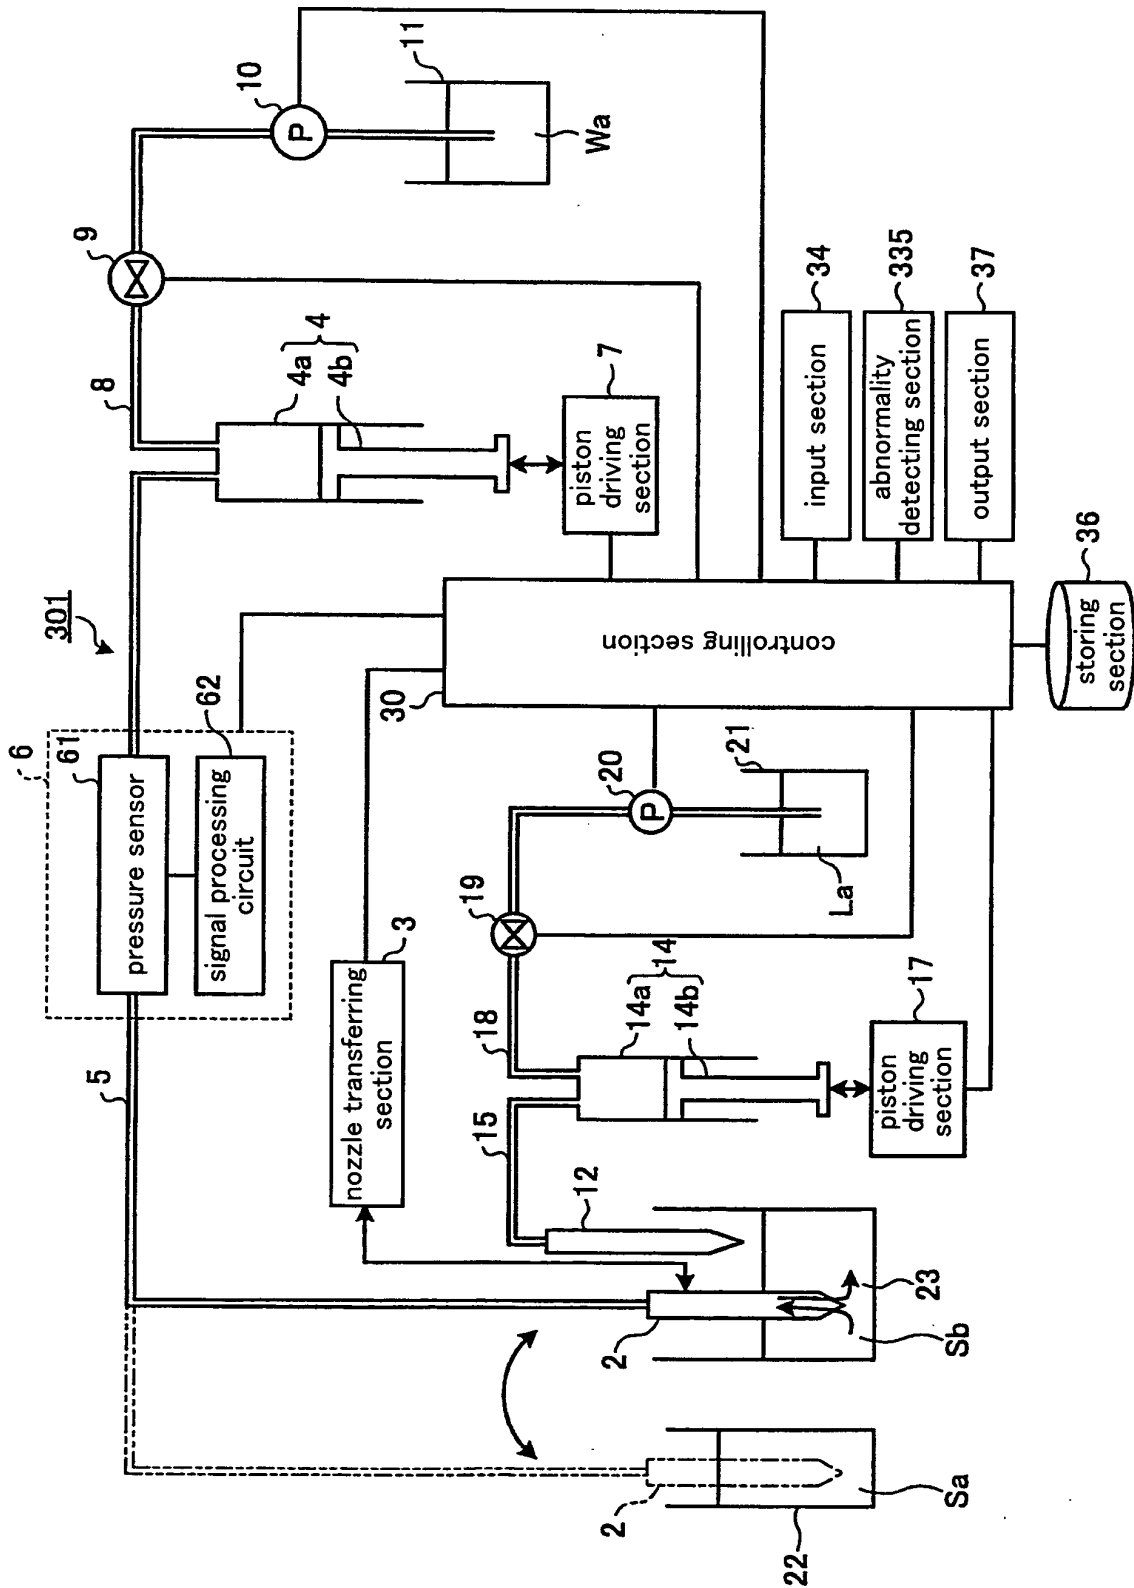 301
6
61
pressure sensor
62
signal processing
circuit
5
8
9
10
P
11
Wa
4
4a
4b
7
piston
driving
section
3
nozzle transferring
section
30
controlling section
34
input section
335
abnormality
detecting section
37
output section
36
storing
section
20
P
21
La
19
18
14
14a
14b
17
piston
driving
section
15
12
2
23
Sb
2
22
Sa